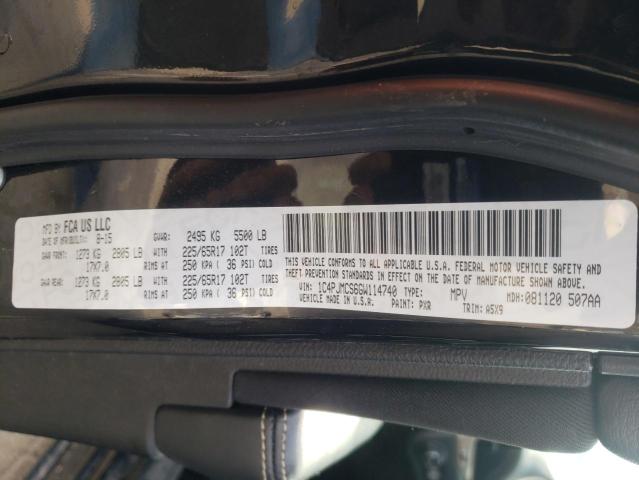 MFD BY FCA US LLC
DATE OF MFR/BUILT: 8-15 GVWR: 2495 KG 5500 LB
GAWR FRONT: 1273 KG 2805 LB WITH 225/65R17 102T TIRES
17X7.0 RIMS AT 250 KPA ( 36 PSI) COLD
GAWR REAR: 1273 KG 2805 LB WITH 225/65R17 102T TIRES
17X7.0 RIMS AT 250 KPA ( 36 PSI) COLD
THIS VEHICLE CONFORMS TO ALL APPLICABLE U.S.A. FEDERAL MOTOR VEHICLE SAFETY AND
THEFT PREVENTION STANDARDS IN EFFECT ON THE DATE OF MANUFACTURE SHOWN ABOVE.
VIN: 1C4PJMCS6GW114740 TYPE: MPV MDH: 081120 507AA
VEHICLE MADE IN U.S.A. PAINT: PXR TRIM: A5X9